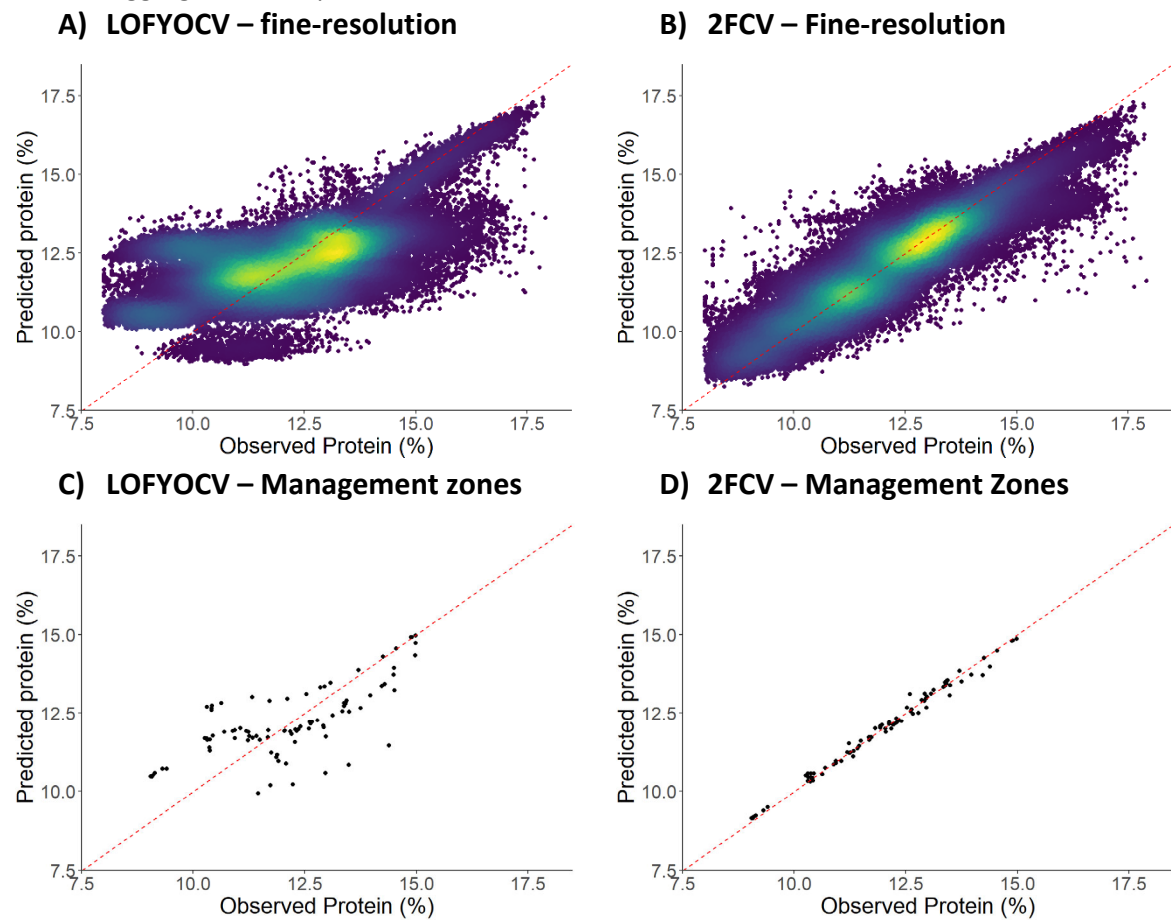 A) LOFYOCV – fine-resolution
B) 2FCV – Fine-resolution
17.5
15.0
12.5
10.0
7.5
Predicted protein (%)
7.5 10.0 12.5 15.0 17.5
Observed Protein (%)
17.5
15.0
12.5
10.0
7.5
Predicted protein (%)
7.5 10.0 12.5 15.0 17.5
Observed Protein (%)
C) LOFYOCV – Management zones
D) 2FCV – Management Zones
17.5
15.0
12.5
10.0
7.5
Predicted protein (%)
7.5 10.0 12.5 15.0 17.5
Observed Protein (%)
17.5
15.0
12.5
10.0
7.5
Predicted protein (%)
7.5 10.0 12.5 15.0 17.5
Observed Protein (%)